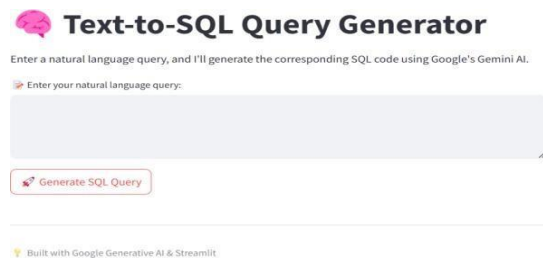 Text-to-SQL Query Generator
Enter a natural language query, and I'll generate the corresponding SQL code using Google's Gemini AI.
Enter your natural language query:
Generate SQL Query
Built with Google Generative AI & Streamlit